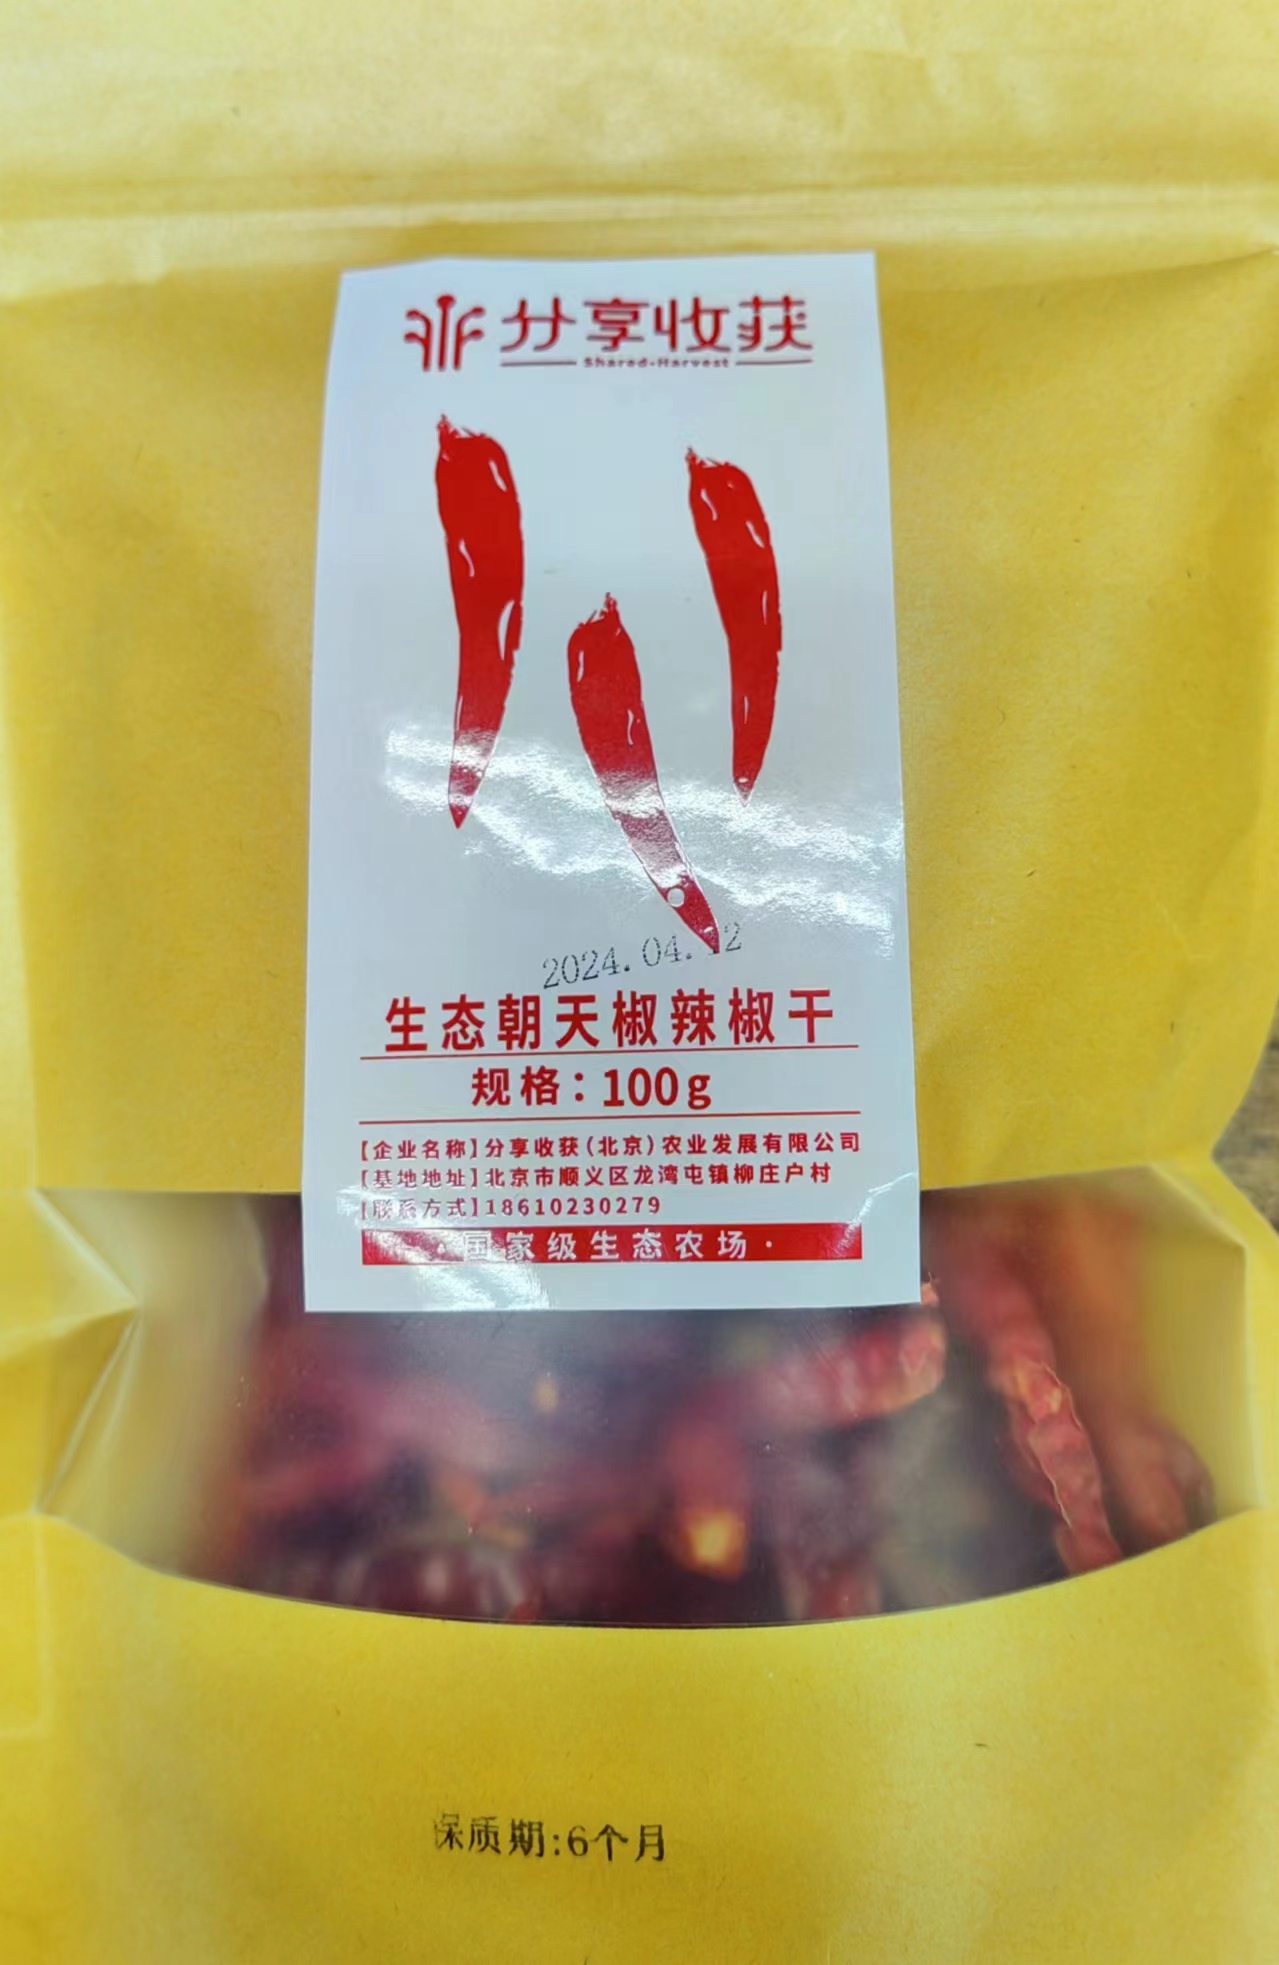 分享收获
Shared-Harvest
2024.04.12
生态朝天椒辣椒干
规格：100g
【企业名称】分享收获（北京）农业发展有限公司
【基地地址】北京市顺义区龙湾屯镇柳庄户村
【联系方式】18610230279
·国家级生态农场·
保质期:6个月